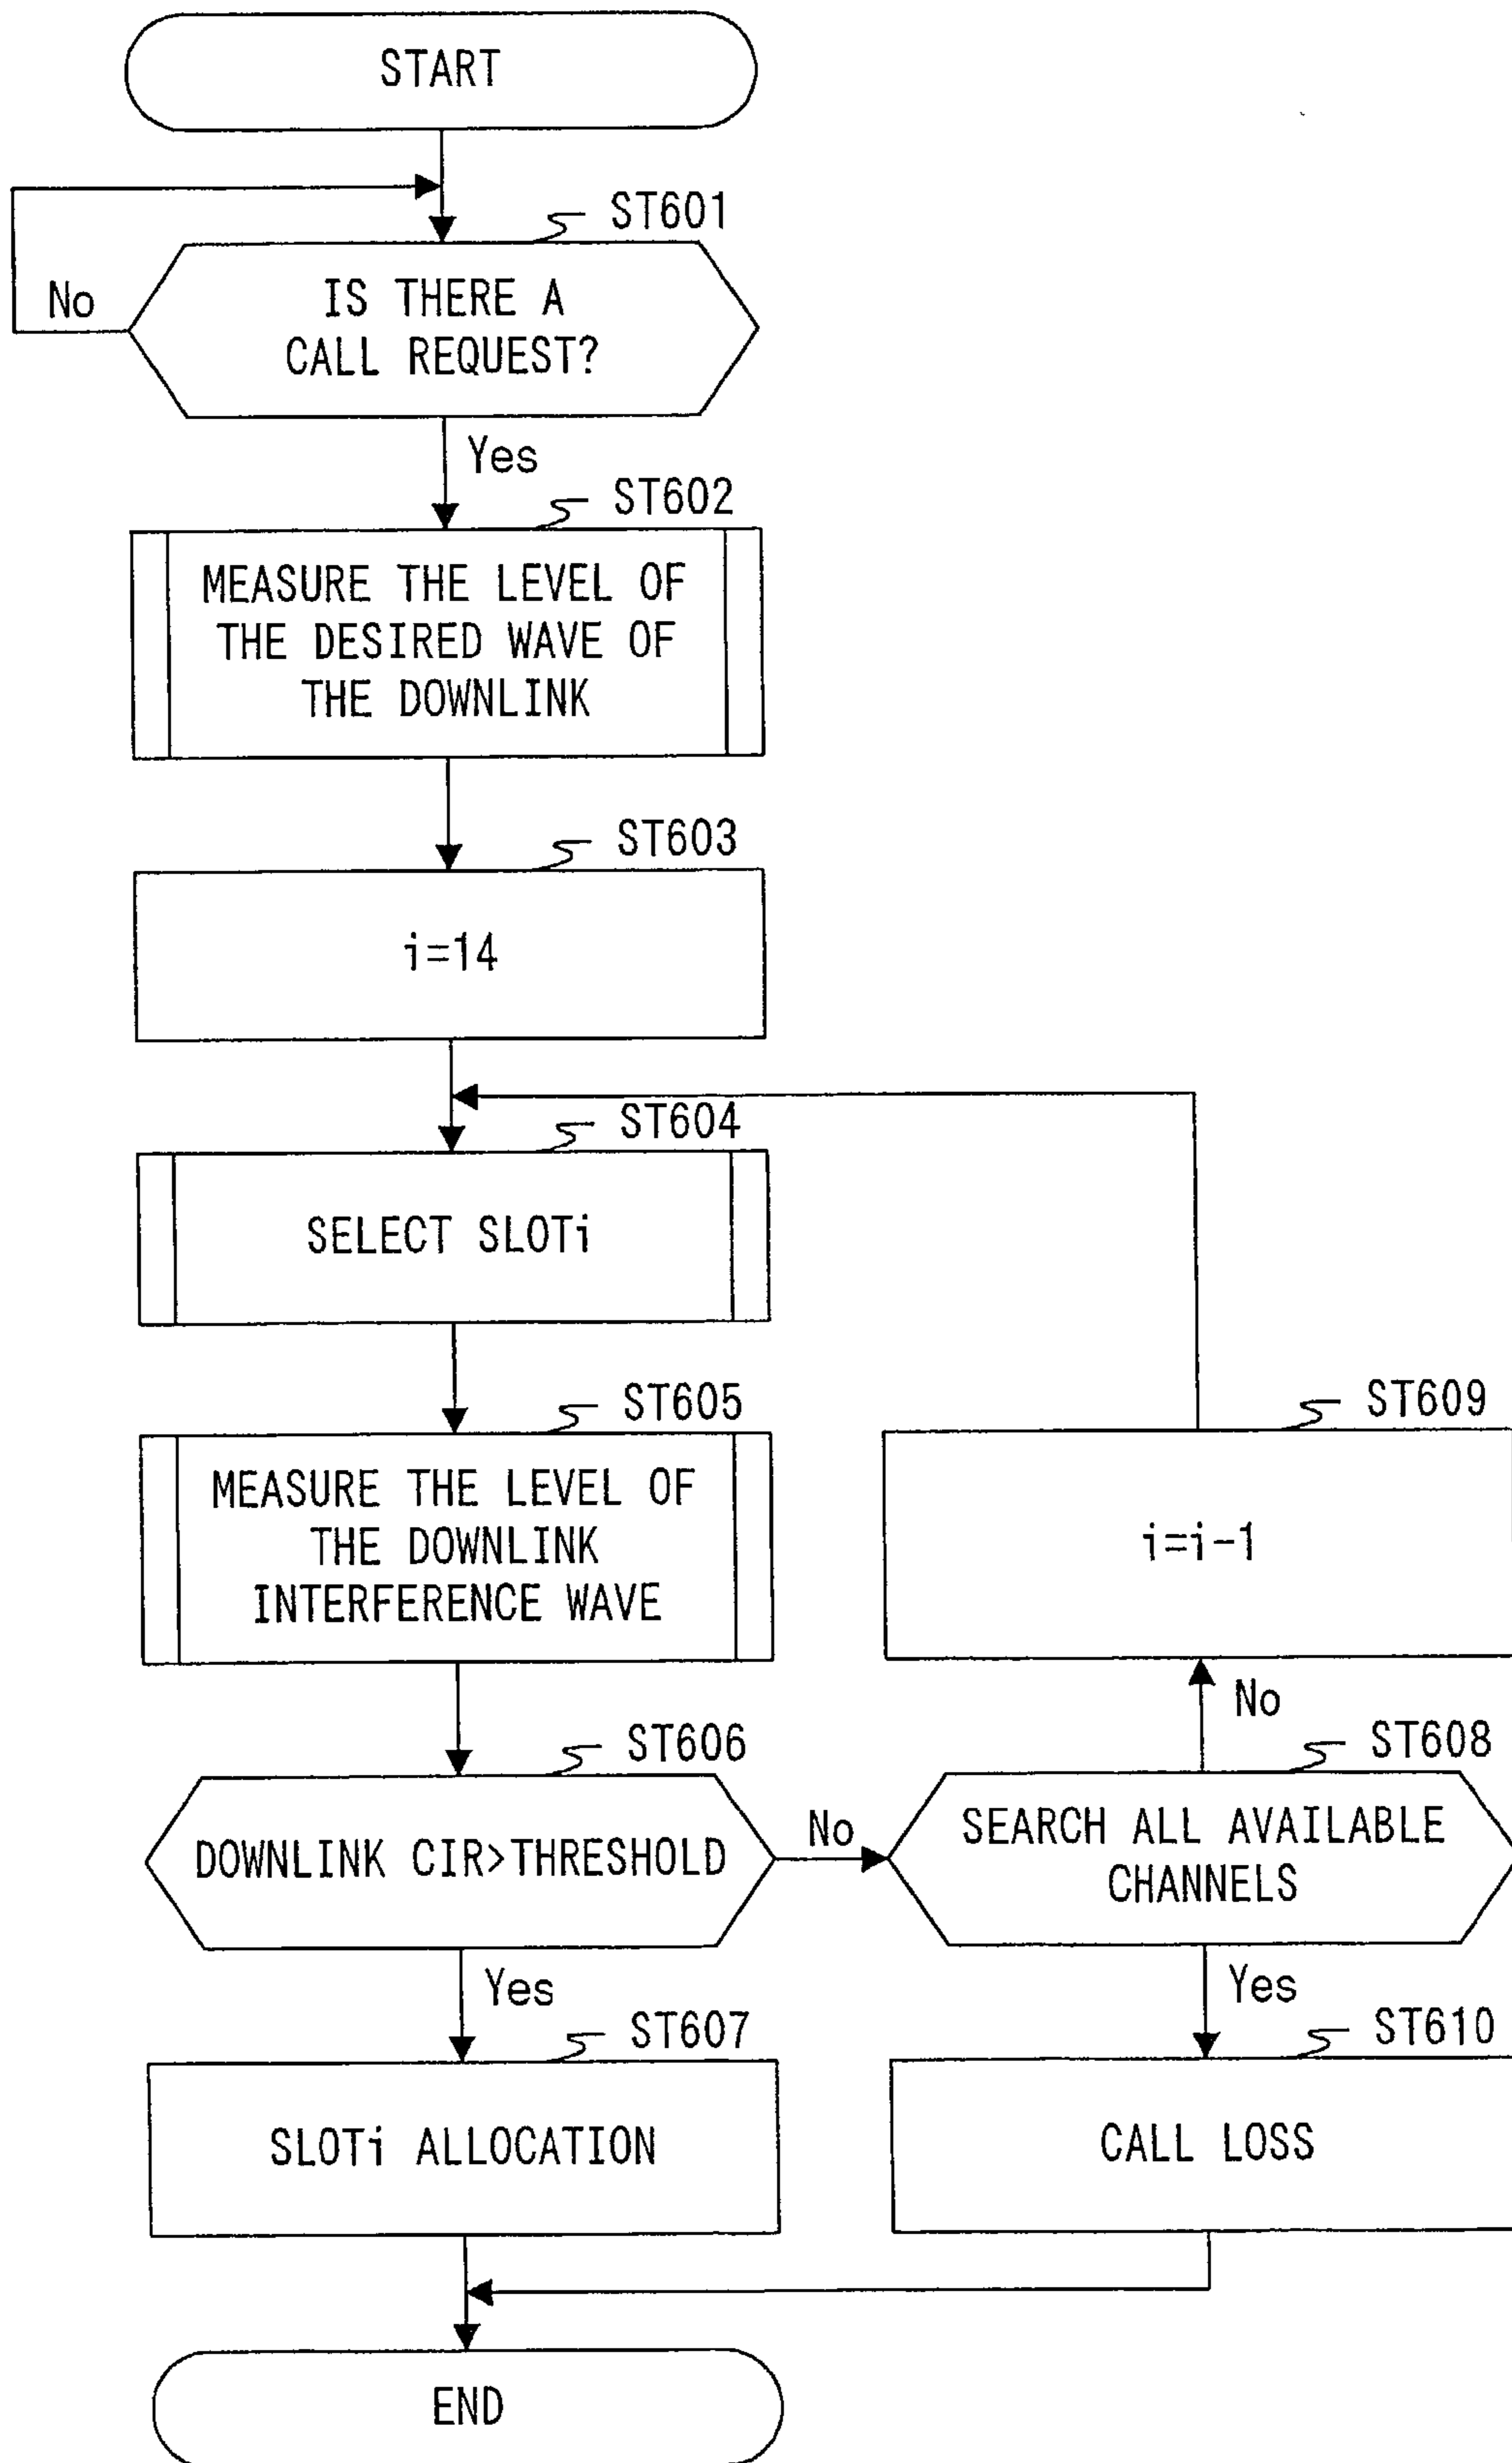 START
ST601
IS THERE A
CALL REQUEST?
No
Yes
ST602
MEASURE THE LEVEL OF
THE DESIRED WAVE OF
THE DOWNLINK
ST603
i=14
ST604
SELECT SLOTi
ST605
MEASURE THE LEVEL OF
THE DOWNLINK
INTERFERENCE WAVE
ST609
i=i-1
No
ST606
DOWNLINK CIR>THRESHOLD
No
ST608
SEARCH ALL AVAILABLE
CHANNELS
Yes
Yes
ST607
SLOTi ALLOCATION
ST610
CALL LOSS
END